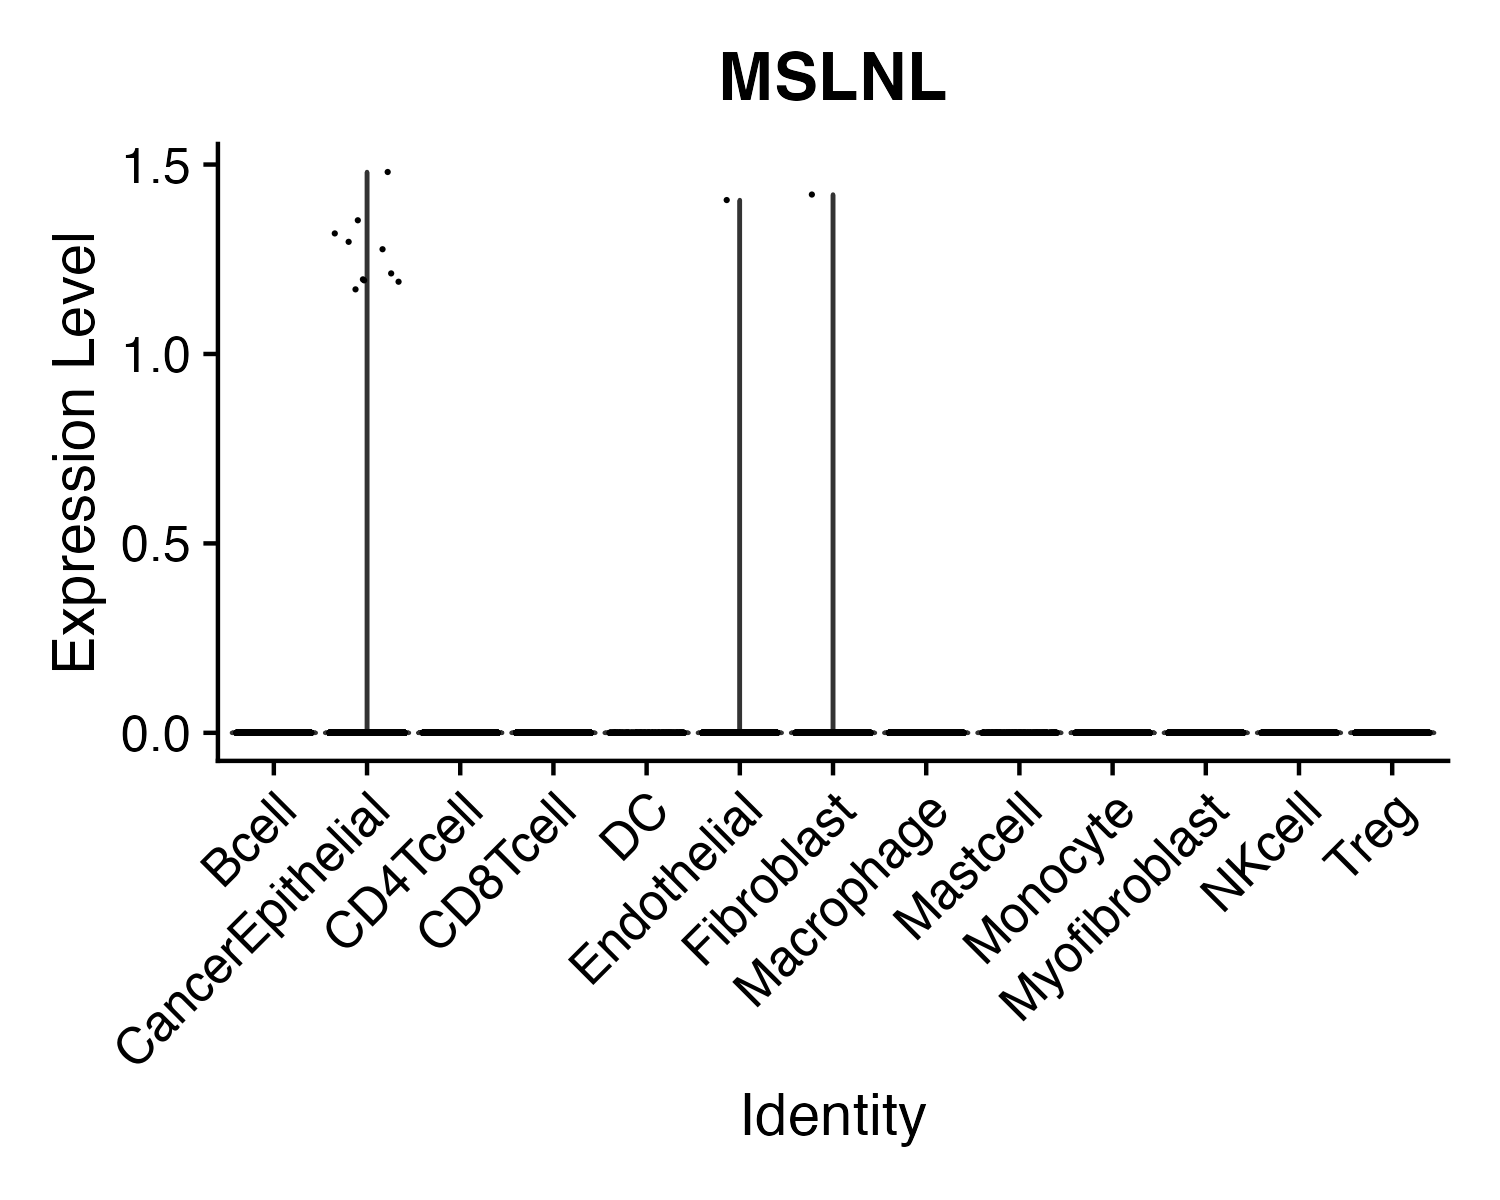 MSLNL
Expression Level
1.5
1.0
0.5
0.0
Bcell
CancerEpithelial
CD4Tcell
CD8Tcell
DC
Endothelial
Fibroblast
Macrophage
Mastcell
Monocyte
Myofibroblast
NKcell
Treg
Identity